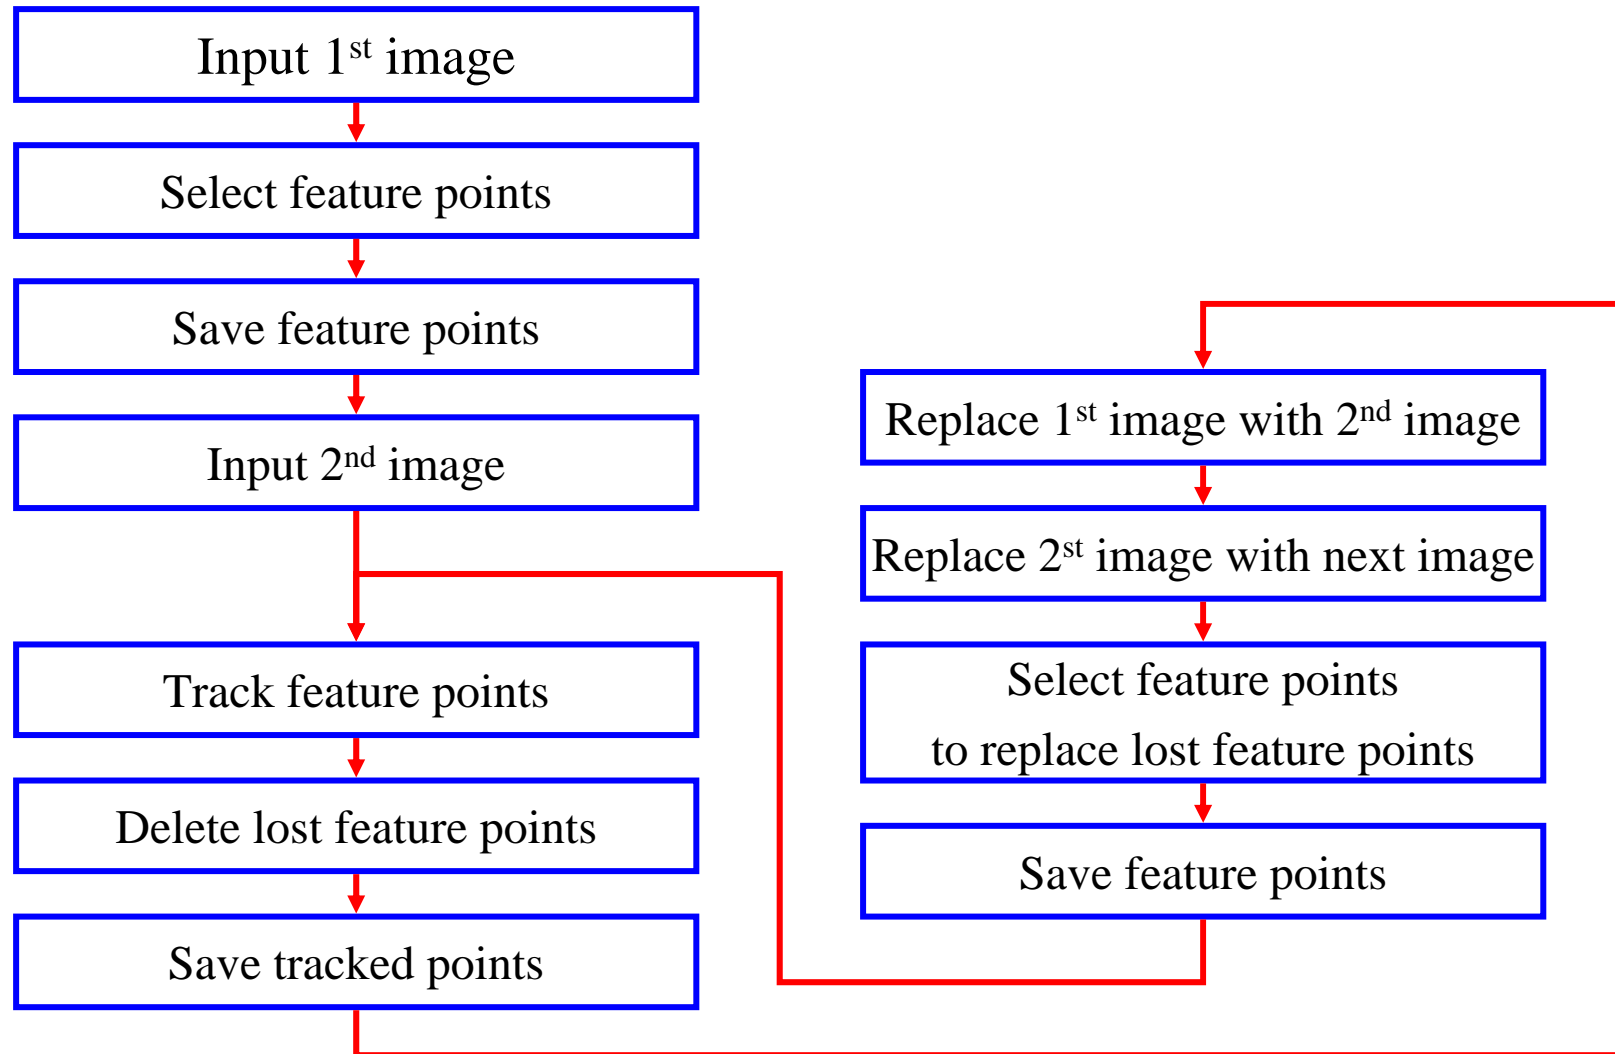 Input 1st image
Select feature points
Save feature points
Input 2nd image
Track feature points
Delete lost feature points
Save tracked points
Replace 1st image with 2nd image
Replace 2st image with next image
Select feature points
to replace lost feature points
Save feature points